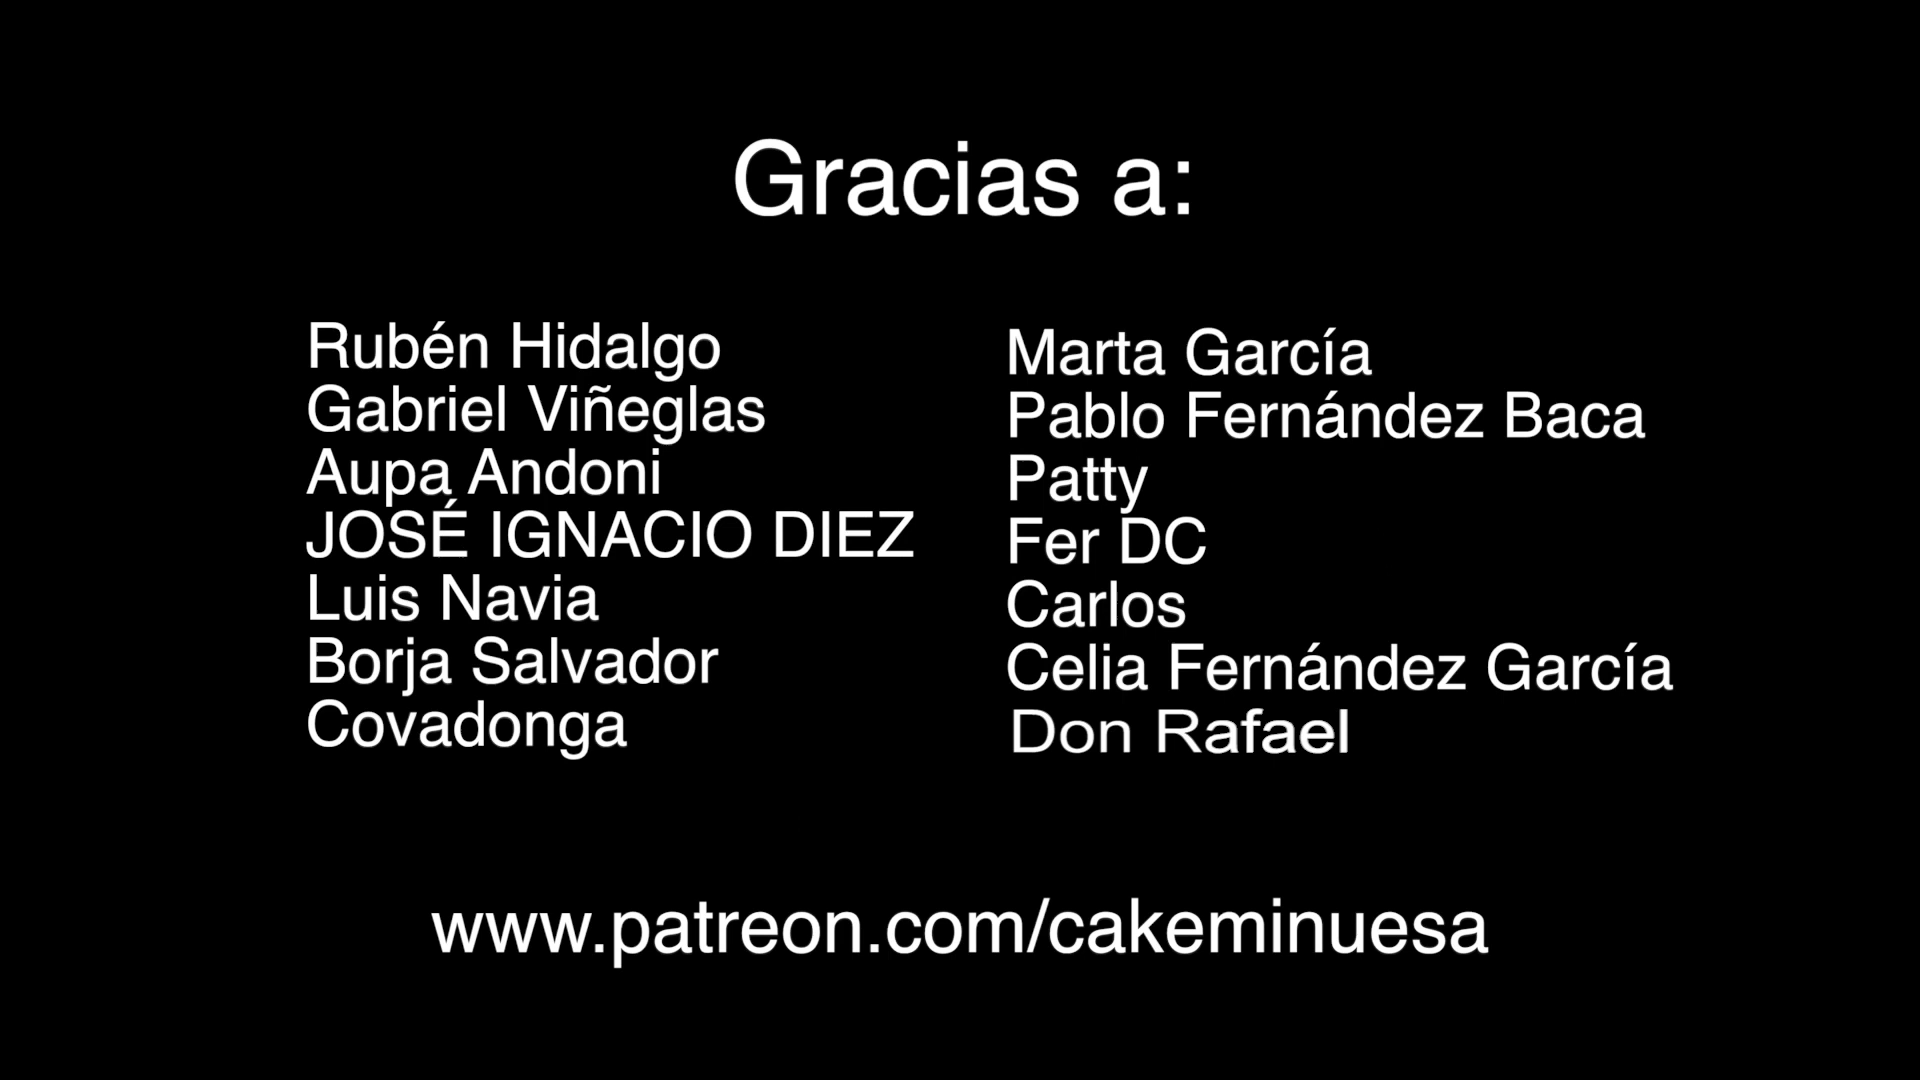 Gracias a:
Rubén Hidalgo
Gabriel Viñeglas
Aupa Andoni
JOSÉ IGNACIO DIEZ
Luis Navia
Borja Salvador
Covadonga
Marta García
Pablo Fernández Baca
Patty
Fer DC
Carlos
Celia Fernández García
Don Rafael
www.patreon.com/cakeminuesa